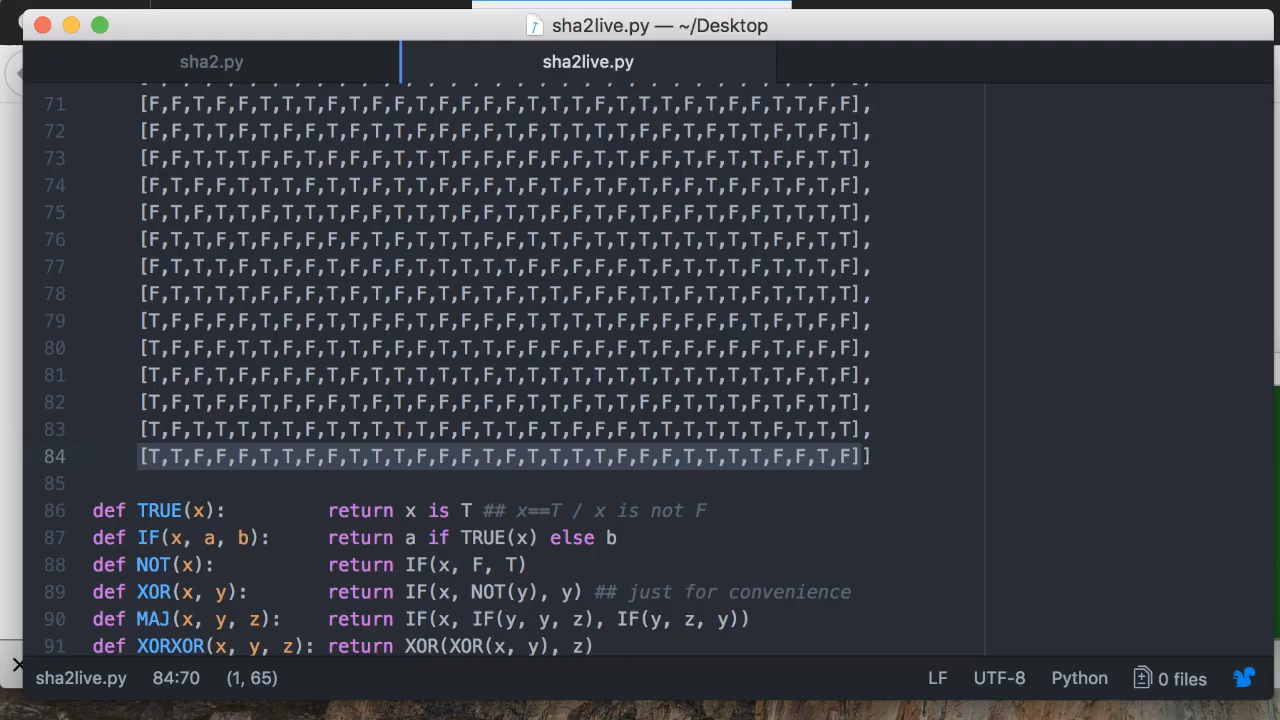 sha2live.py — ~/Desktop
sha2.py
sha2live.py
71 [F,F,T,F,F,T,T,T,F,T,F,F,T,F,F,F,F,T,T,T,F,T,T,T,F,T,F,F,T,T,F,F],
72 [F,F,T,T,F,T,F,F,T,F,T,T,F,F,F,F,T,F,T,T,T,T,F,F,T,F,T,T,F,T,F,T],
73 [F,F,T,T,T,F,F,T,F,F,F,T,T,T,F,F,F,F,F,F,T,T,F,F,T,F,T,T,F,F,T,T],
74 [F,T,F,F,T,T,T,F,T,T,F,T,T,F,F,F,T,F,T,F,T,F,T,F,F,T,F,F,T,F,T,F],
75 [F,T,F,T,T,F,T,T,T,F,F,T,T,T,F,F,T,T,F,F,T,F,T,F,F,T,F,F,T,T,T,T],
76 [F,T,T,F,T,F,F,F,F,F,T,F,T,T,T,F,F,T,T,F,T,T,T,T,T,T,T,T,F,F,T,T],
77 [F,T,T,T,F,T,F,F,T,F,F,F,T,T,T,T,T,F,F,F,F,F,T,F,T,T,T,F,T,T,T,F],
78 [F,T,T,T,T,F,F,F,T,F,T,F,F,T,F,T,F,T,T,F,F,F,T,T,F,T,T,F,T,T,T,T],
79 [T,F,F,F,F,T,F,F,T,T,F,F,T,F,F,F,F,T,T,T,T,F,F,F,F,F,F,T,F,T,F,F],
80 [T,F,F,F,T,T,F,F,T,T,F,F,F,T,T,T,F,F,F,F,F,F,T,F,F,F,F,F,T,F,F,F],
81 [T,F,F,T,F,F,F,F,T,F,T,T,T,T,T,F,T,T,T,T,T,T,T,T,T,T,T,T,T,F,T,F],
82 [T,F,T,F,F,T,F,F,F,T,F,T,F,F,F,F,F,T,T,F,T,T,F,F,T,T,T,F,T,F,T,T],
83 [T,F,T,T,T,T,T,F,T,T,T,T,T,F,F,T,T,F,T,F,F,F,T,T,T,T,T,T,F,T,T,T],
84 [T,T,F,F,F,T,T,F,F,T,T,T,F,F,F,T,F,T,T,T,T,F,F,F,T,T,T,T,F,F,T,F]]
85
86 def TRUE(x): return x is T ## x==T / x is not F
87 def IF(x, a, b): return a if TRUE(x) else b
88 def NOT(x): return IF(x, F, T)
89 def XOR(x, y): return IF(x, NOT(y), y) ## just for convenience
90 def MAJ(x, y, z): return IF(x, IF(y, y, z), IF(y, z, y))
91 def XORXOR(x, y, z): return XOR(XOR(x, y), z)
sha2live.py 84:70 (1, 65) LF UTF-8 Python 0 files